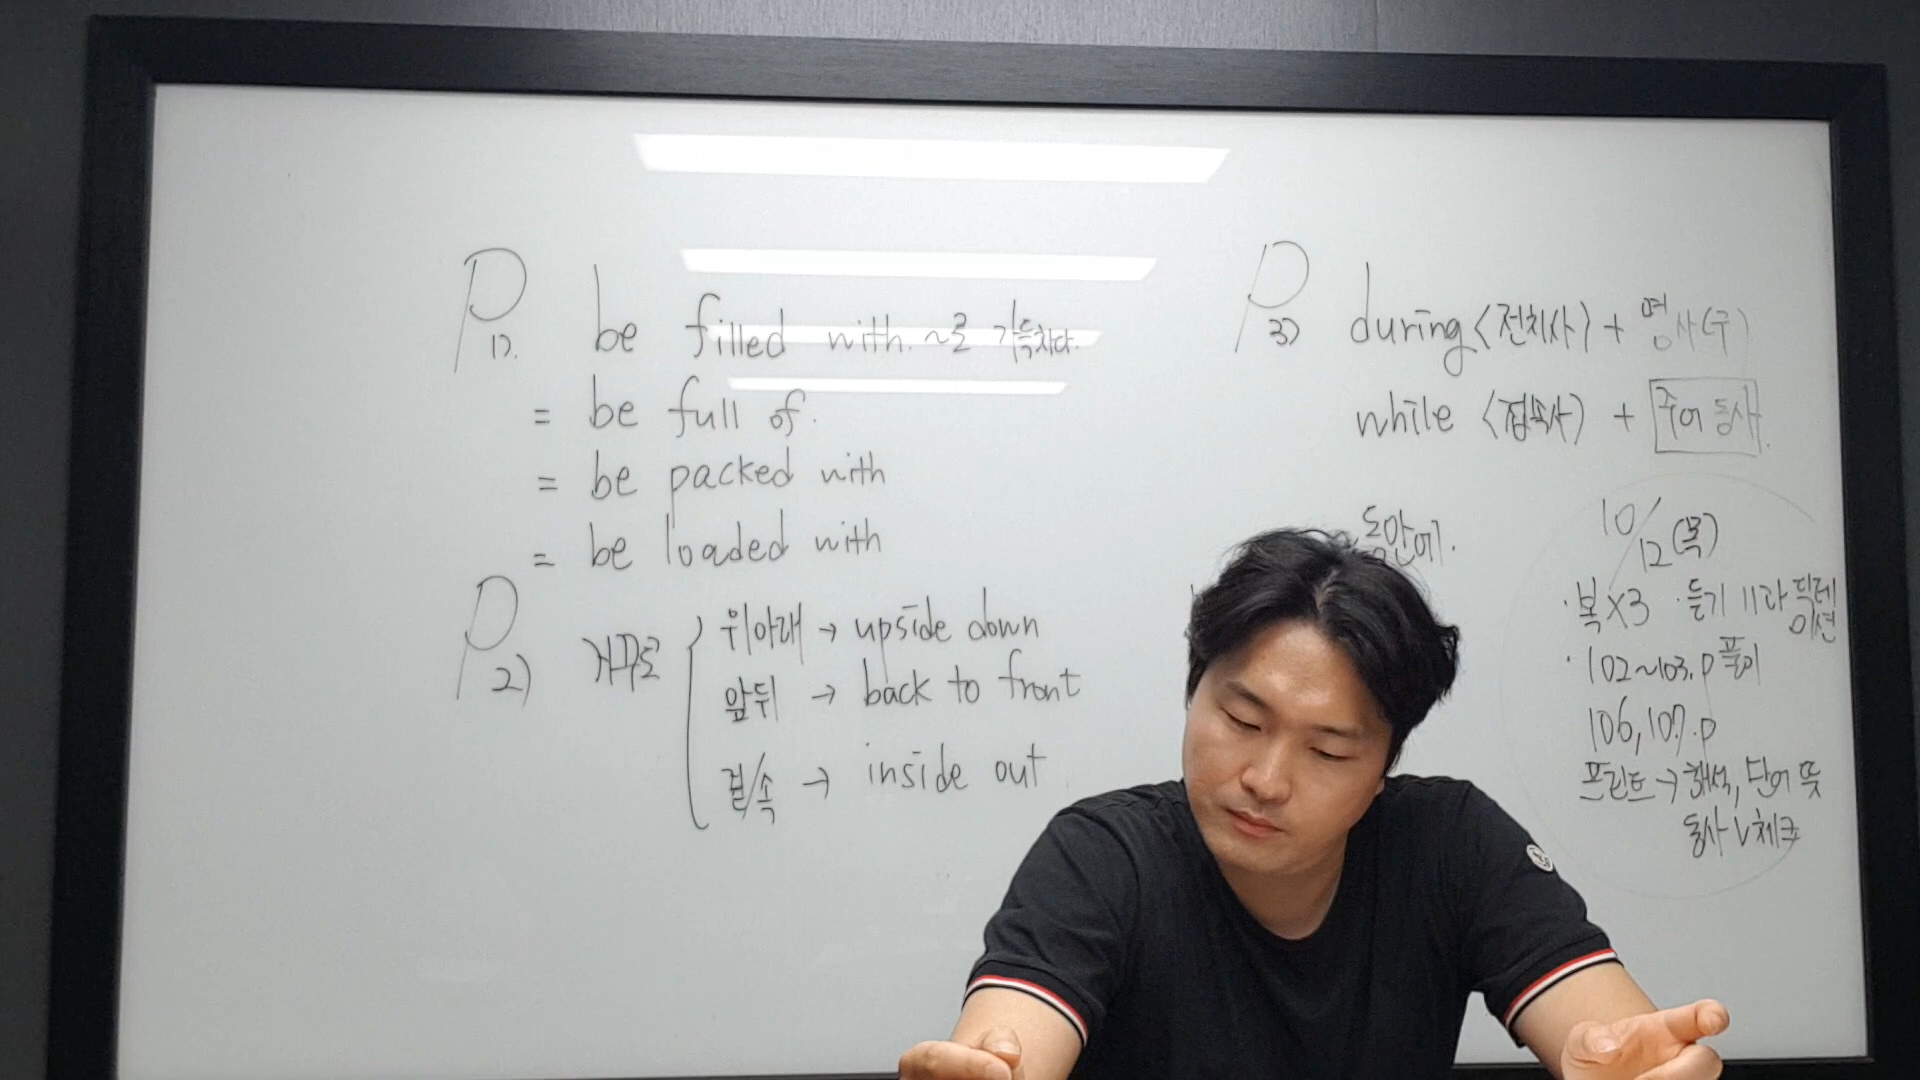 P
1). be filled with. ~로 가득차다.
= be full of.
= be packed with
= be loaded with
P
2) 거꾸로
위아래 → upside down
앞뒤 → back to front
겉/속 → inside out
P
3) during <전치사) + 명사(구)
while <접속사) + 주어 동사.
동안에.
10/12 (목)
· 복x3 · 듣기 11과 딕테이션
· 102~103.p 풀이
106, 107.p
프린트 → 해석, 단어 뜻
동사 V 체크